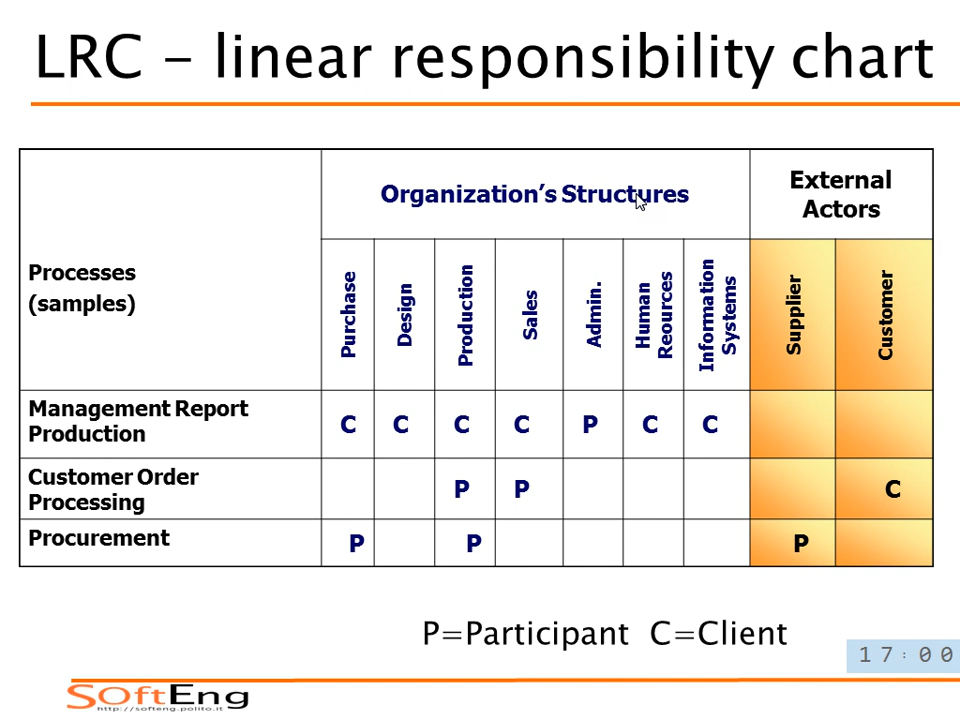 LRC - linear responsibility chart
Organization's Structures
External
Actors
Processes
(samples)
Purchase
Design
Production
Sales
Admin.
Human
Reources
Information
Systems
Supplier
Customer
Management Report
Production
C C C C P C C
Customer Order
Processing
P P C
Procurement
P P P
P=Participant C=Client
17:00
SOftEng
http://softeng.polito.it